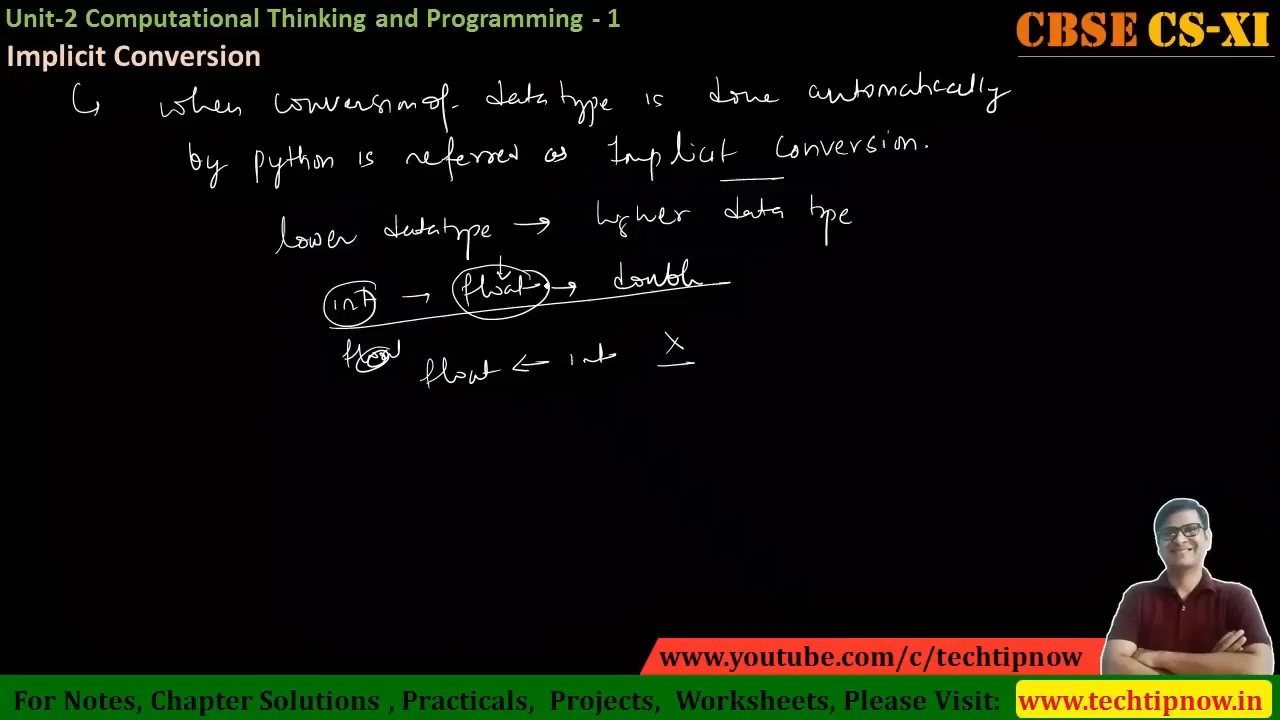 Unit-2 Computational Thinking and Programming - 1
CBSE CS-XI
Implicit Conversion
when conversion of data type is done automatically
by python is referred as Implicit conversion.
lower datatype → higher data type
int → float → double
float ← int X
www.youtube.com/c/techtipnow
For Notes, Chapter Solutions , Practicals, Projects, Worksheets, Please Visit: www.techtipnow.in